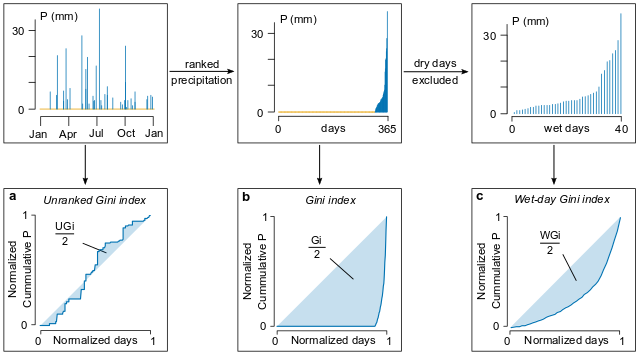 P (mm)
30
0
Jan Apr Jul Oct Jan
ranked
precipitation
P (mm)
30
0
0 days 365
dry days
excluded
P (mm)
30
0
0 wet days 40
a Unranked Gini index
1
UGi
2
Normalized
Cummulative P
0
0 Normalized days 1
b Gini index
1
Gi
2
Normalized
Cummulative P
0
0 Normalized days 1
c Wet-day Gini index
1
WGi
2
Normalized
Cummulative P
0
0 Normalized days 1